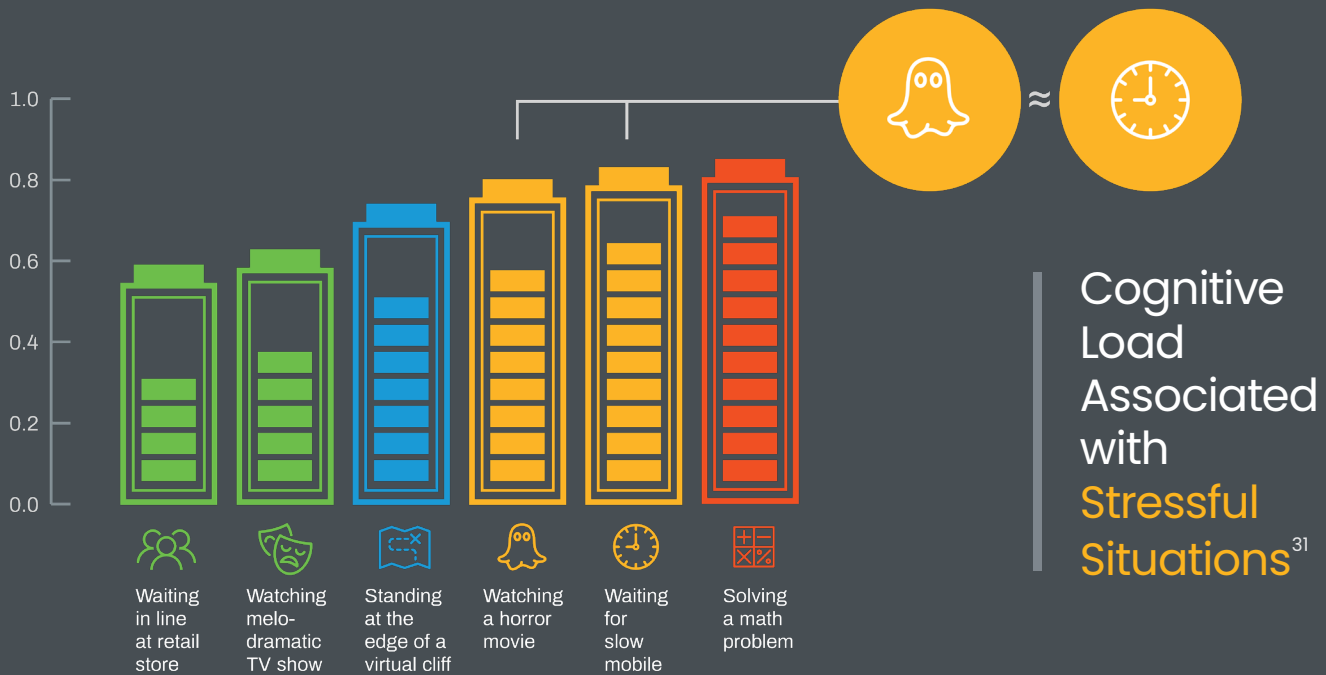 1.0
0.8
0.6
0.4
0.2
0.0
≈
Waiting
in line
at retail
store
Watching
melo-
dramatic
TV show
Standing
at the
edge of a
virtual cliff
Watching
a horror
movie
Waiting
for
slow
mobile
Solving
a math
problem
Cognitive
Load
Associated
with
Stressful
Situations31